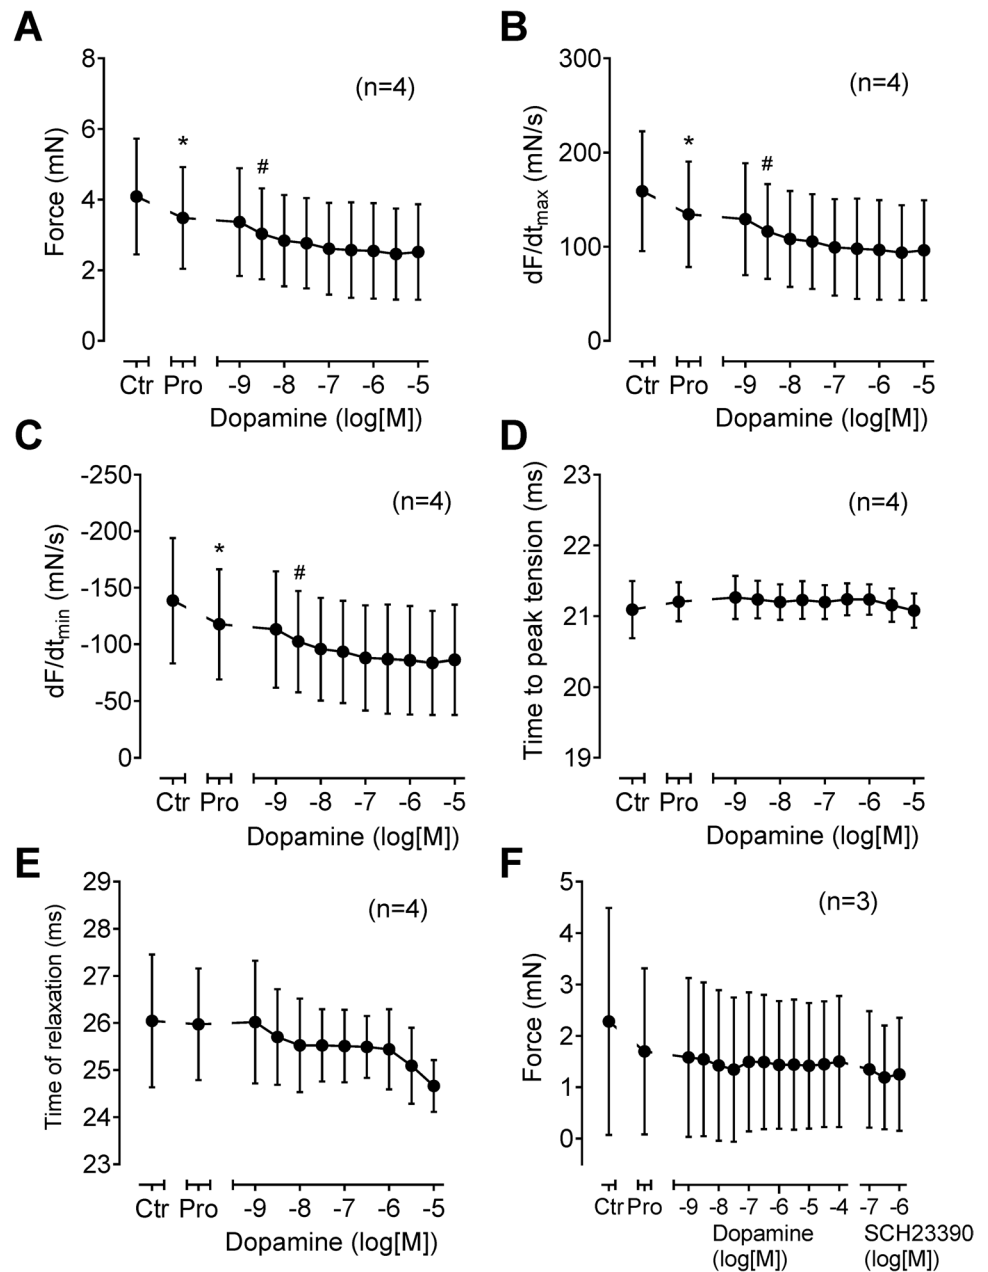 A
Force (mN)
8
6
4
2
0
(n=4)
*
#
Ctr Pro -9 -8 -7 -6 -5
Dopamine (log[M])
B
dF/dtmax (mN/s)
300
200
100
0
(n=4)
*
#
Ctr Pro -9 -8 -7 -6 -5
Dopamine (log[M])
C
dF/dtmin (mN/s)
-250
-200
-150
-100
-50
0
(n=4)
*
#
Ctr Pro -9 -8 -7 -6 -5
Dopamine (log[M])
D
Time to peak tension (ms)
23
22
21
20
19
(n=4)
Ctr Pro -9 -8 -7 -6 -5
Dopamine (log[M])
E
Time of relaxation (ms)
29
28
27
26
25
24
23
(n=4)
Ctr Pro -9 -8 -7 -6 -5
Dopamine (log[M])
F
Force (mN)
5
4
3
2
1
0
(n=3)
Ctr Pro -9 -8 -7 -6 -5 -4 -7 -6
Dopamine
(log[M])
SCH23390
(log[M])